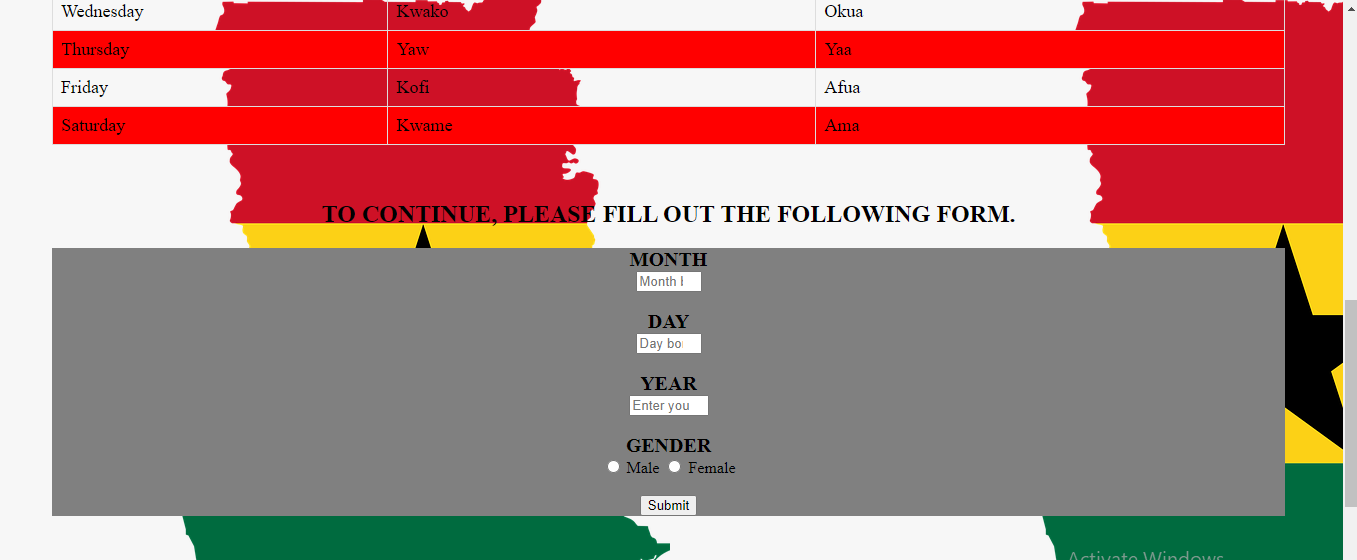 Wednesday Kwako Okua
Thursday Yaw Yaa
Friday Kofi Afua
Saturday Kwame Ama
TO CONTINUE, PLEASE FILL OUT THE FOLLOWING FORM.
MONTH
Month
DAY
Day bo
YEAR
Enter you
GENDER
Male Female
Submit
Activate Windows